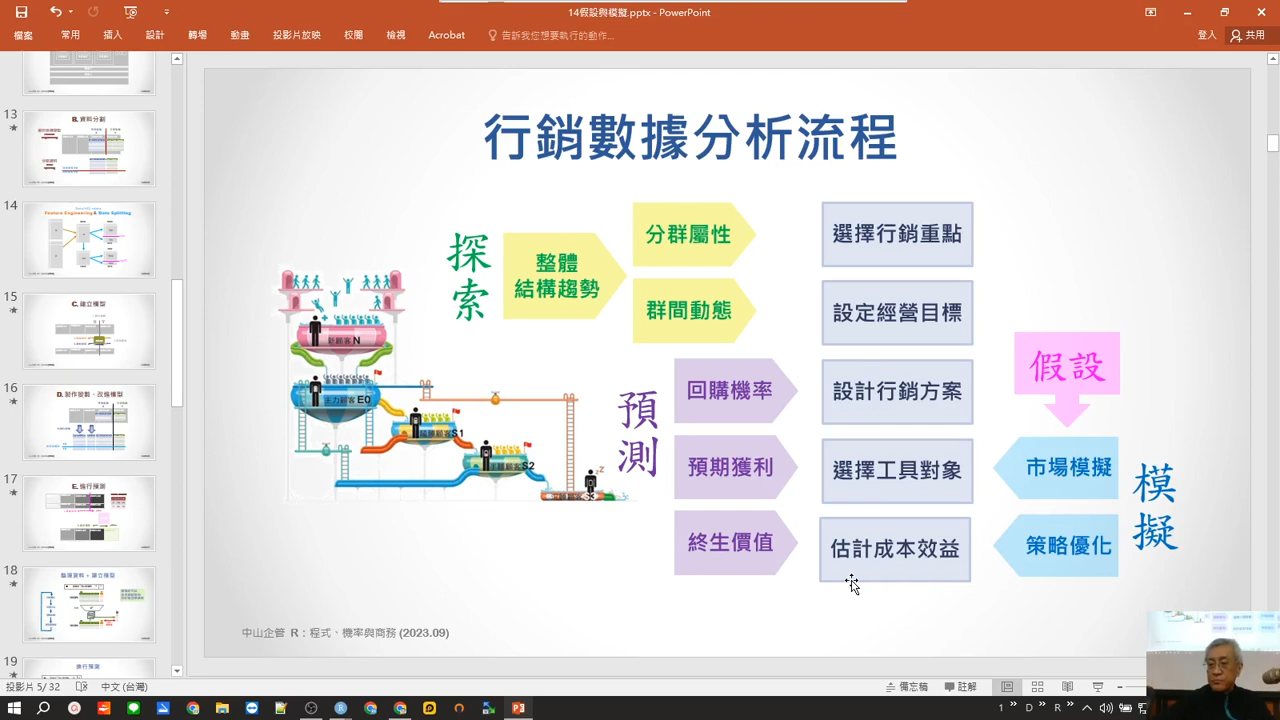 14假設與模擬.pptx - PowerPoint
檔案
常用
插入
設計
轉場
動畫
投影片放映
校閱
檢視
Acrobat
告訴我您想要執行的動作...
登入
共用
13
B. 資料分割
14
Feature Engineering & Data Splitting
15
C. 建立模型
16
D. 製作變數、改進模型
17
E. 進行預測
18
19
進行預測
行銷數據分析流程
探索
整體
結構趨勢
分群屬性
群間動態
選擇行銷重點
設定經營目標
設計行銷方案
選擇工具對象
估計成本效益
預測
回購機率
預期獲利
終生價值
假設
市場模擬
策略優化
模擬
新顧客N
主力顧客 E0
S1
S2
S3
中山企管 R：程式、機率與商務 (2023.09)
投影片 5/32
中文 (台灣)
備忘稿
註解